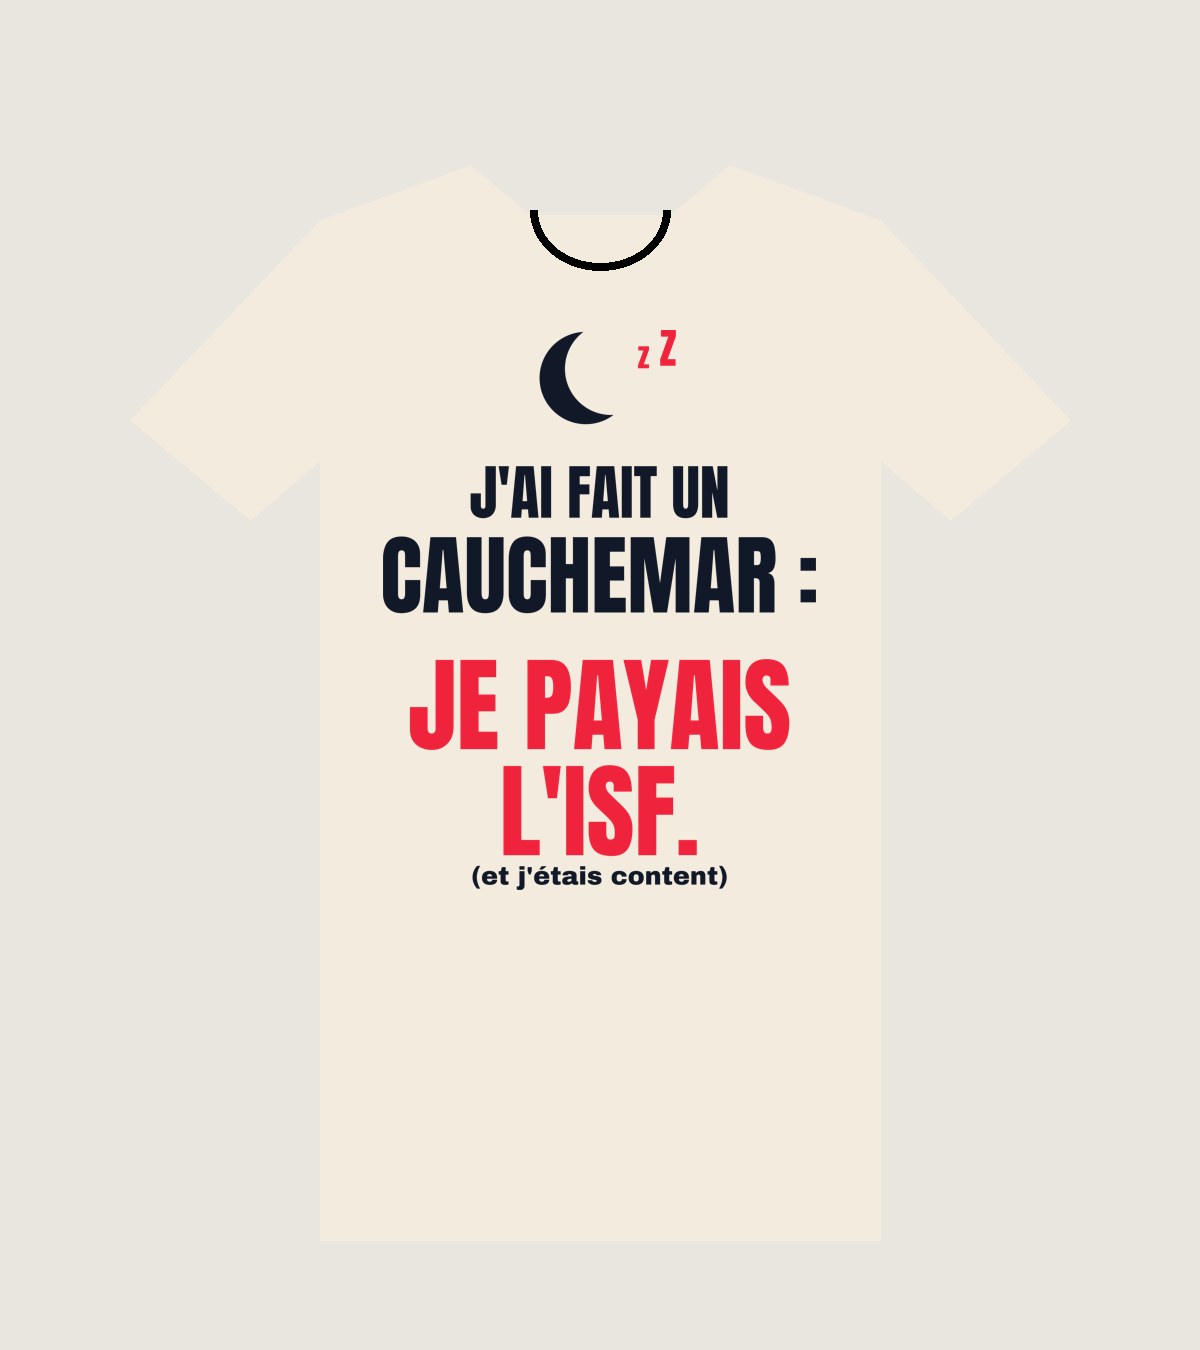 z Z
J'AI FAIT UN
CAUCHEMAR :
JE PAYAIS
L'ISF.
(et j'étais content)